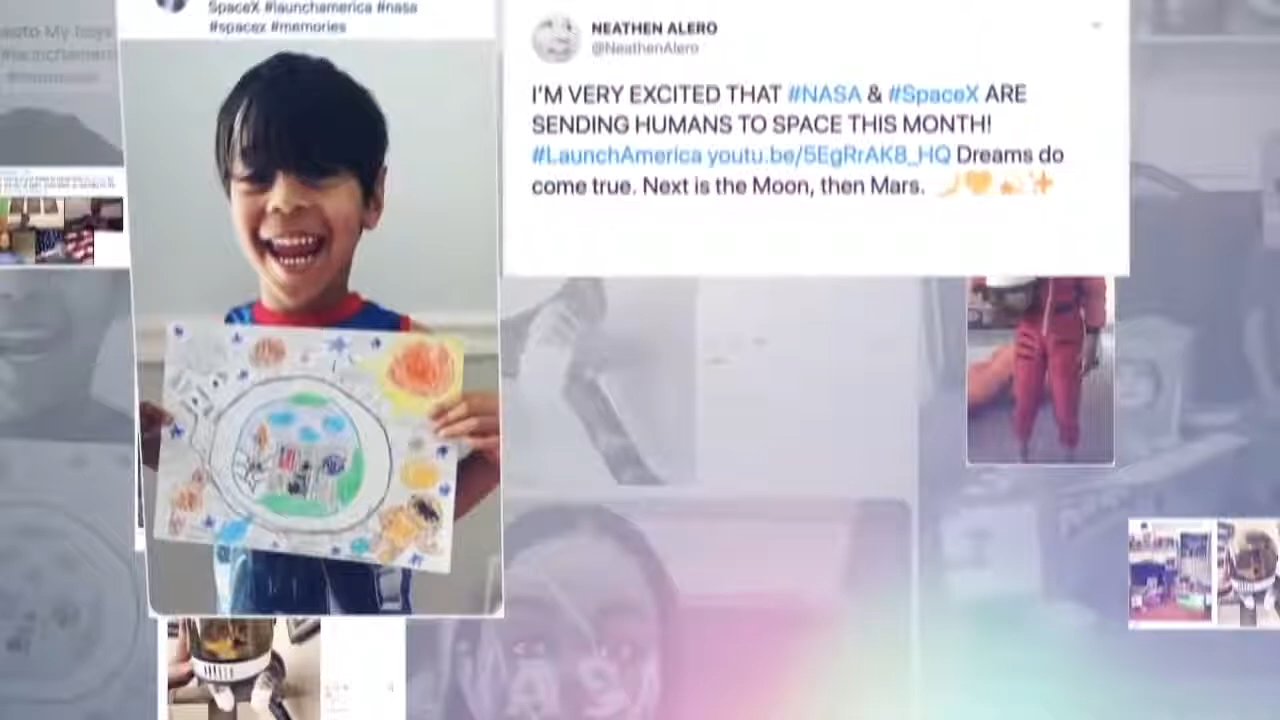 SpaceX #launchamerica #nasa
#spacex #memories
NEATHEN ALERO
@NeathenAlero
I'M VERY EXCITED THAT #NASA & #SpaceX ARE
SENDING HUMANS TO SPACE THIS MONTH!
#LaunchAmerica youtu.be/5EgRrAK8_HQ Dreams do
come true. Next is the Moon, then Mars.